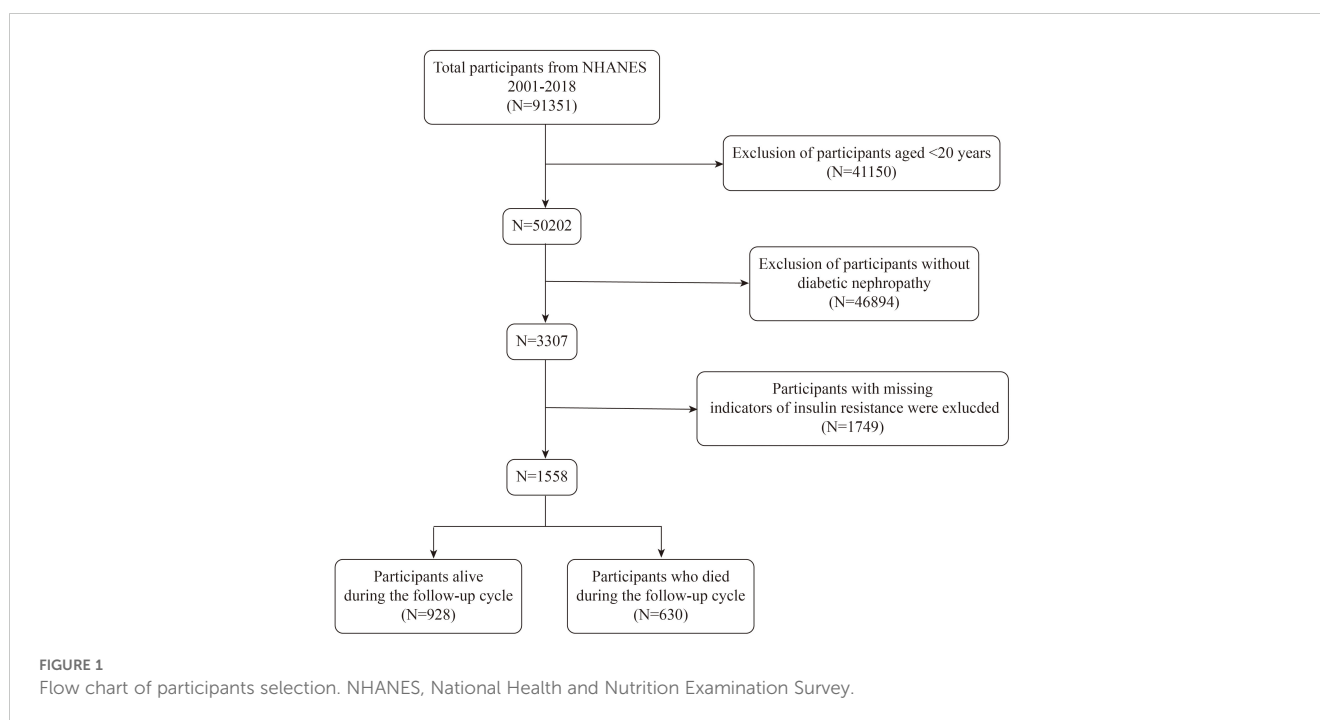 Total participants from NHANES
2001-2018
(N=91351)
Exclusion of participants aged <20 years
(N=41150)
N=50202
Exclusion of participants without
diabetic nephropathy
(N=46894)
N=3307
Participants with missing
indicators of insulin resistance were exlucded
(N=1749)
N=1558
Participants alive
during the follow-up cycle
(N=928)
Participants who died
during the follow-up cycle
(N=630)
FIGURE 1
Flow chart of participants selection. NHANES, National Health and Nutrition Examination Survey.